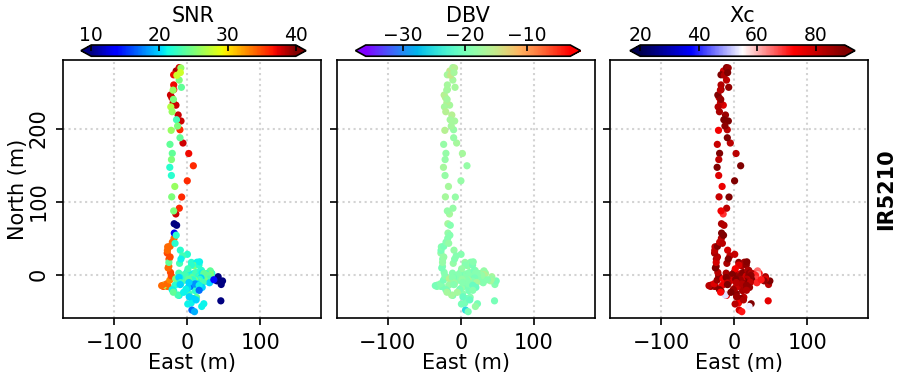 SNR DBV Xc
10 20 30 40 −30 −20 −10 20 40 60 80
North (m)
200
100
0
−100 0 100 −100 0 100 −100 0 100
East (m) East (m) East (m)
IR5210